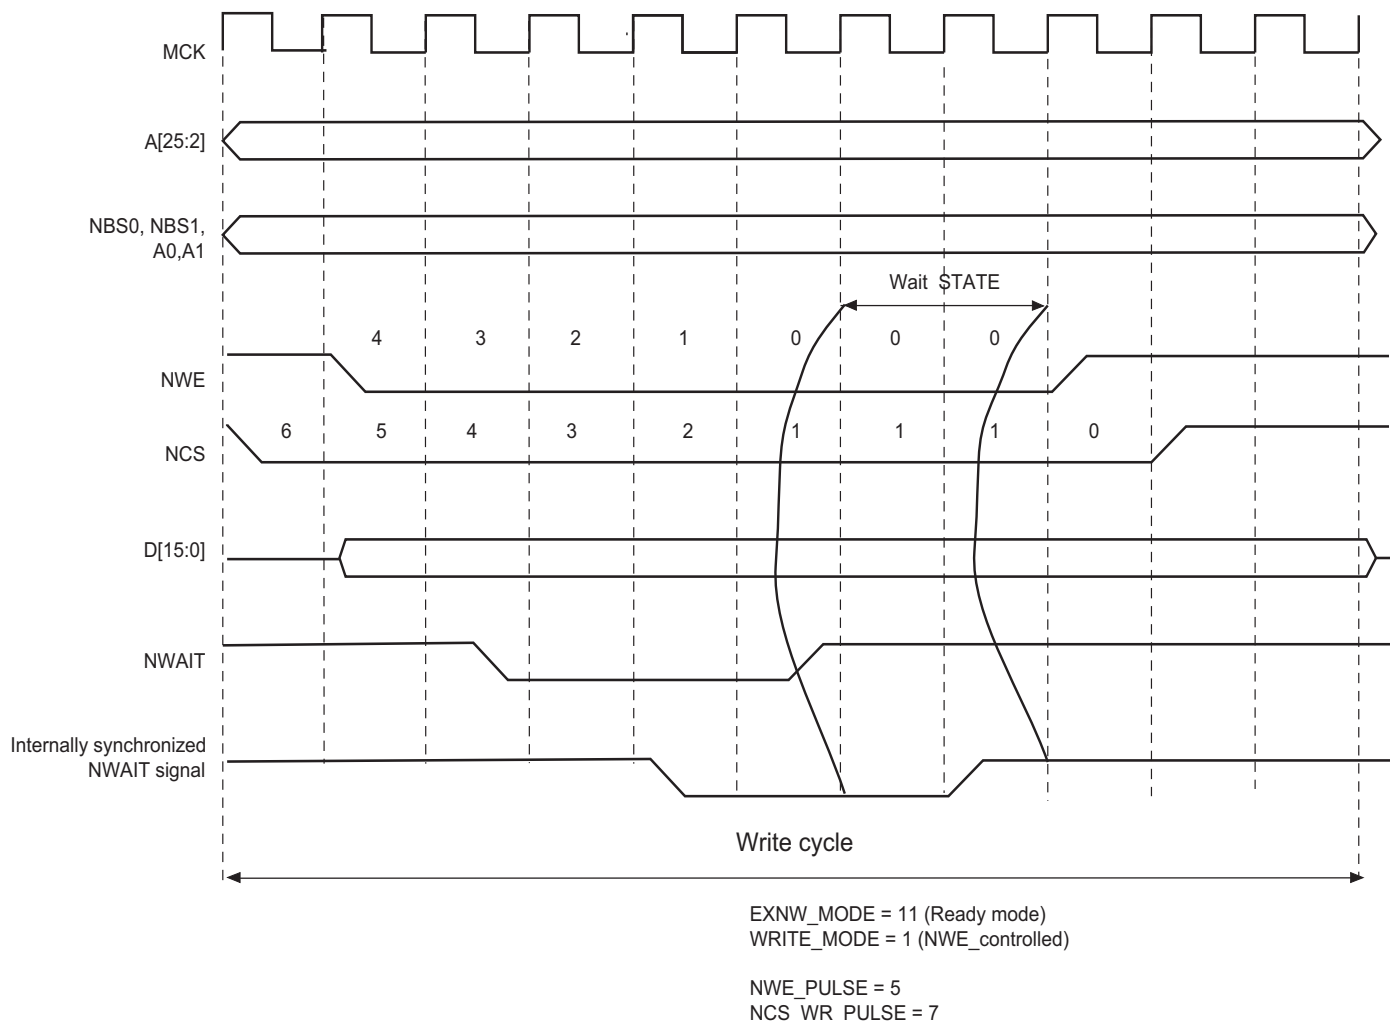 MCK
A[25:2]
NBS0, NBS1,
A0,A1
Wait STATE
4 3 2 1 0 0 0
NWE
6 5 4 3 2 1 1 1 0
NCS
D[15:0]
NWAIT
Internally synchronized
NWAIT signal
Write cycle
EXNW_MODE = 11 (Ready mode)
WRITE_MODE = 1 (NWE_controlled)
NWE_PULSE = 5
NCS_WR_PULSE = 7